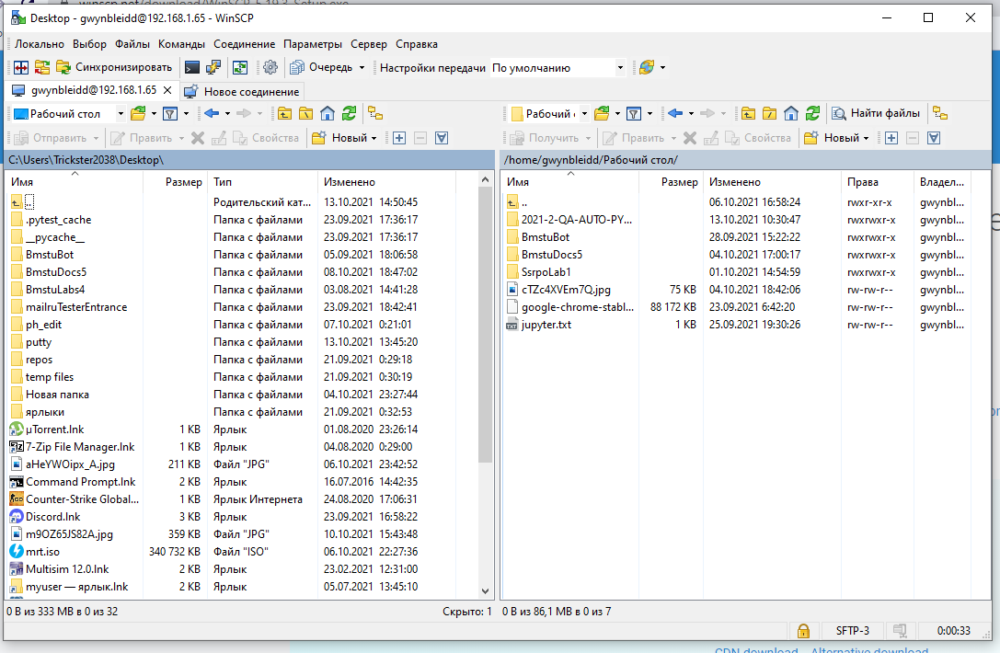 winscp.net/download/WinSCP-5.19.3-Setup.exe
Desktop - gwynbleidd@192.168.1.65 - WinSCP
Локально Выбор Файлы Команды Соединение Параметры Сервер Справка
Синхронизировать Очередь Настройки передачи По умолчанию
gwynbleidd@192.168.1.65 Новое соединение
Рабочий стол Рабочий Найти файлы
Отправить Править Свойства Новый Получить Править Свойства Новый
C:\Users\Trickster2038\Desktop\ /home/gwynbleidd/Рабочий стол/
Имя Размер Тип Изменено Имя Размер Изменено Права Владел...
.. Родительский кат... 13.10.2021 14:50:45 .. 06.10.2021 16:58:24 rwxr-xr-x gwynbl...
.pytest_cache Папка с файлами 23.09.2021 17:36:17 2021-2-QA-AUTO-PY... 13.10.2021 10:30:47 rwxrwxr-x gwynbl...
__pycache__ Папка с файлами 23.09.2021 17:36:17 BmstuBot 28.09.2021 15:22:22 rwxrwxr-x gwynbl...
BmstuBot Папка с файлами 05.09.2021 18:06:58 BmstuDocs5 04.10.2021 17:00:17 rwxrwxr-x gwynbl...
BmstuDocs5 Папка с файлами 08.10.2021 18:47:02 SsrpoLab1 01.10.2021 14:54:59 rwxrwxr-x gwynbl...
BmstuLabs4 Папка с файлами 03.08.2021 14:41:28 cTZc4XVEm7Q.jpg 75 KB 04.10.2021 18:42:06 rw-rw-r-- gwynbl...
mailruTesterEntrance Папка с файлами 23.09.2021 18:42:41 google-chrome-stabl... 88 172 KB 23.09.2021 6:42:20 rw-rw-r-- gwynbl...
ph_edit Папка с файлами 07.10.2021 0:21:01 jupyter.txt 1 KB 25.09.2021 19:30:26 rw-rw-r-- gwynbl...
putty Папка с файлами 13.10.2021 13:45:20
repos Папка с файлами 21.09.2021 0:29:18
temp files Папка с файлами 21.09.2021 0:30:19
Новая папка Папка с файлами 04.10.2021 23:27:44
ярлыки Папка с файлами 21.09.2021 0:32:53
µTorrent.lnk 1 KB Ярлык 01.08.2020 23:26:14
7-Zip File Manager.lnk 1 KB Ярлык 04.08.2020 0:29:00
aHeYWOipx_A.jpg 211 KB Файл "JPG" 06.10.2021 23:42:52
Command Prompt.lnk 2 KB Ярлык 16.07.2016 14:42:35
Counter-Strike Global... 1 KB Ярлык Интернета 24.08.2020 17:06:31
Discord.lnk 3 KB Ярлык 23.09.2021 16:58:22
m9OZ65JS82A.jpg 359 KB Файл "JPG" 10.10.2021 15:43:48
mrt.iso 340 732 KB Файл "ISO" 06.10.2021 22:27:36
Multisim 12.0.lnk 2 KB Ярлык 23.02.2021 12:31:00
myuser — ярлык.lnk 2 KB Ярлык 05.07.2021 13:45:10
0 B из 333 MB в 0 из 32 Скрыто: 1 0 B из 86,1 MB в 0 из 7
SFTP-3 0:00:33
CDN download Alternative download